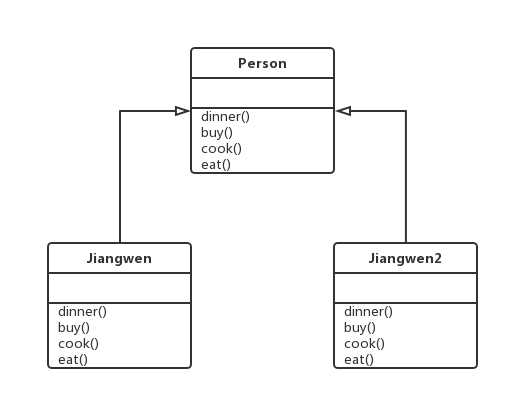 Person
dinner()
buy()
cook()
eat()
Jiangwen
dinner()
buy()
cook()
eat()
Jiangwen2
dinner()
buy()
cook()
eat()